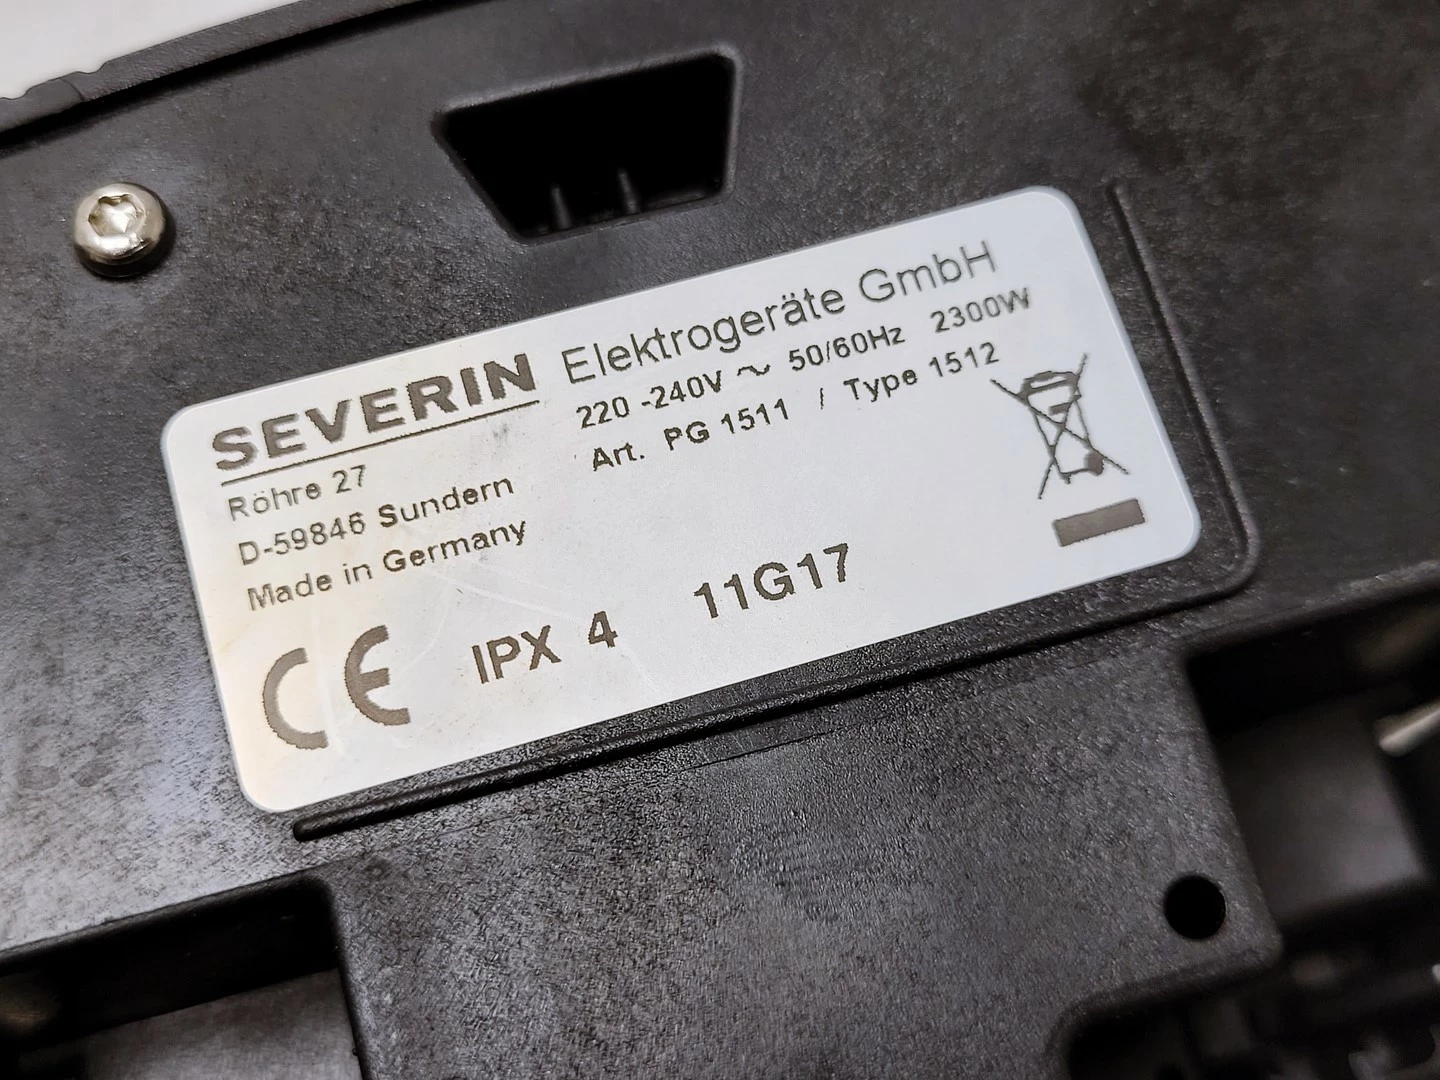 SEVERIN Elektrogeräte GmbH
220 -240V ~ 50/60Hz 2300W
Art. PG 1511 / Type 1512
Röhre 27
D-59846 Sundern
Made in Germany
CE IPX 4 11G17